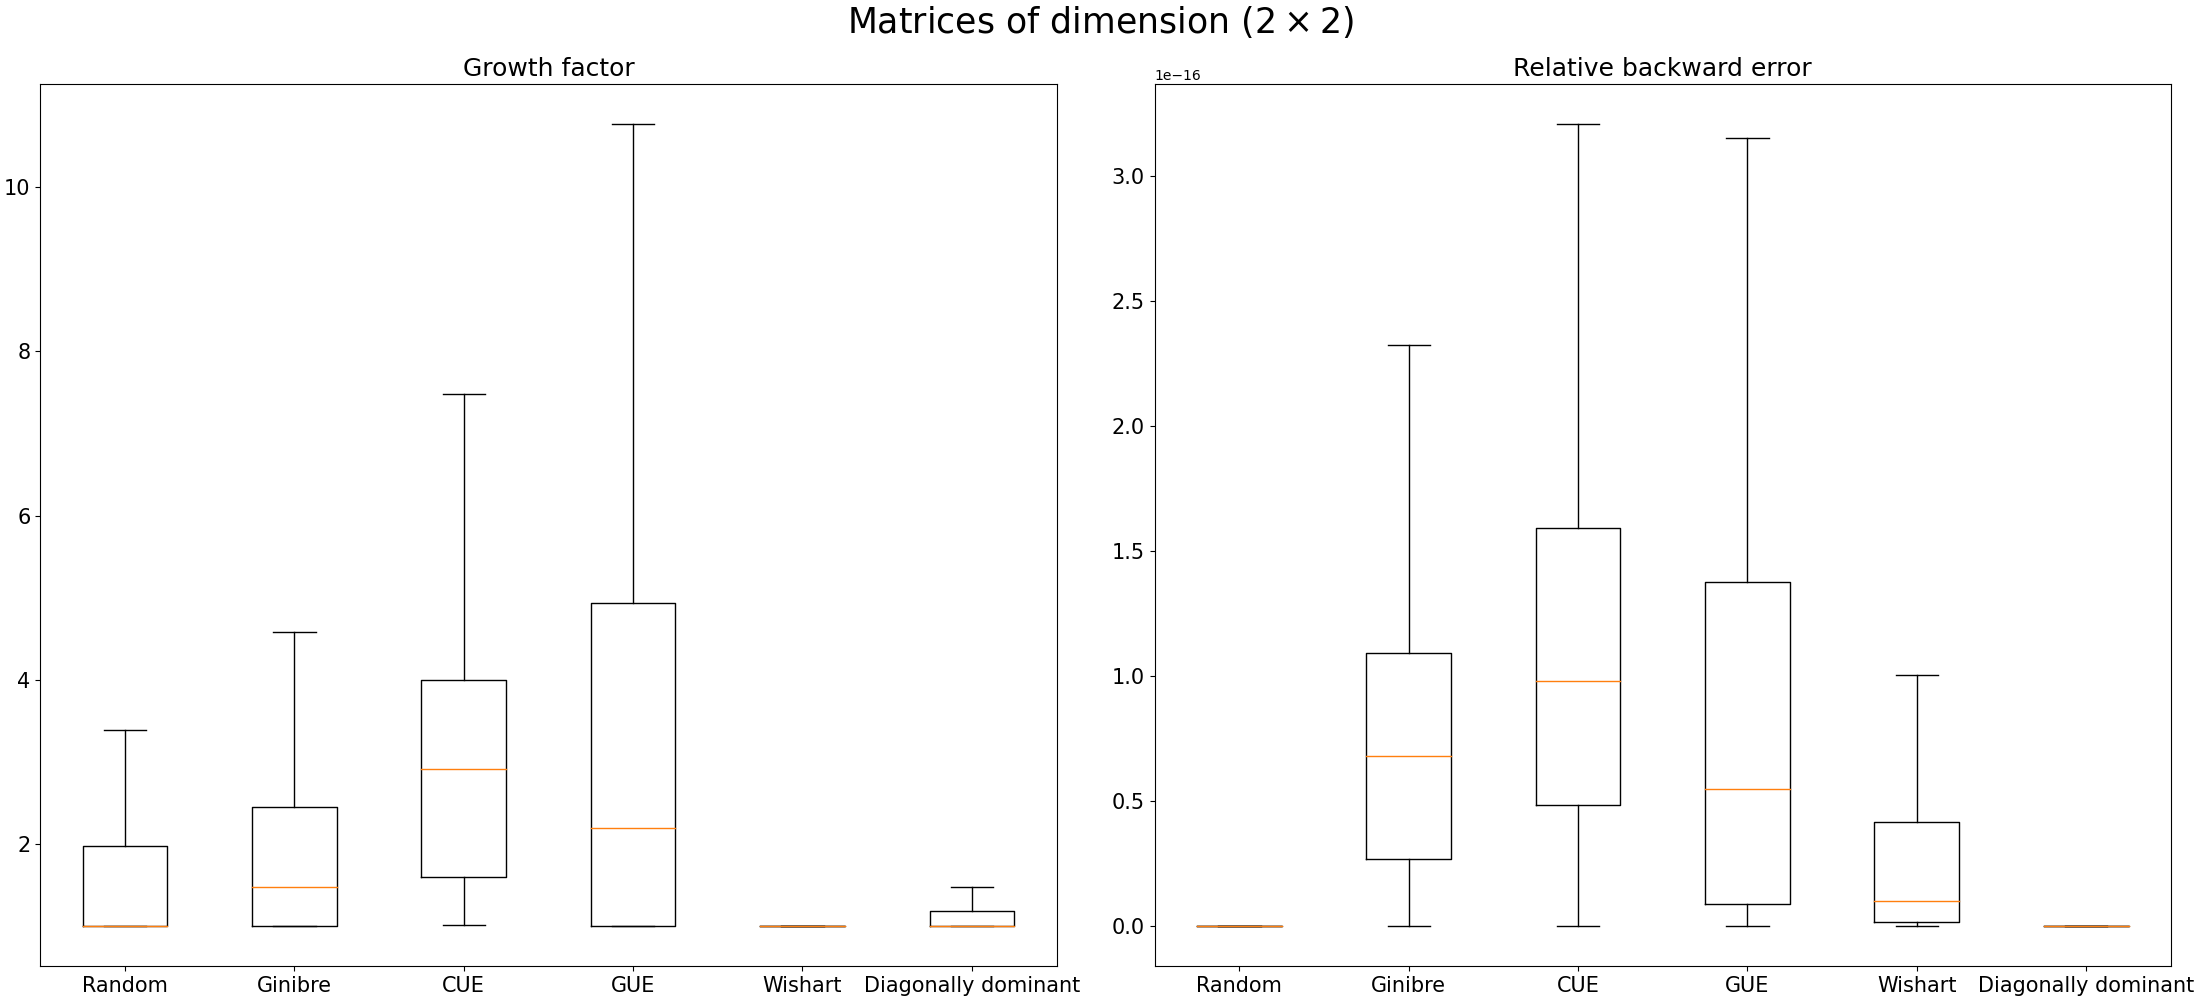 Matrices of dimension (2 × 2)
Growth factor
10
8
6
4
2
Random Ginibre CUE GUE Wishart Diagonally dominant
Relative backward error
1e−16
3.0
2.5
2.0
1.5
1.0
0.5
0.0
Random Ginibre CUE GUE Wishart Diagonally dominant